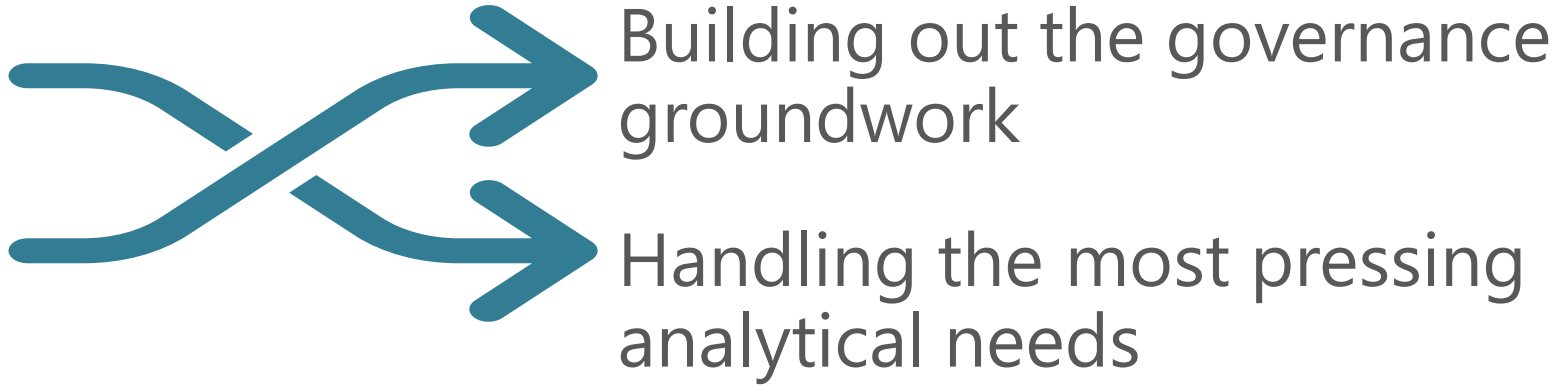 Building out the governance
groundwork
Handling the most pressing
analytical needs